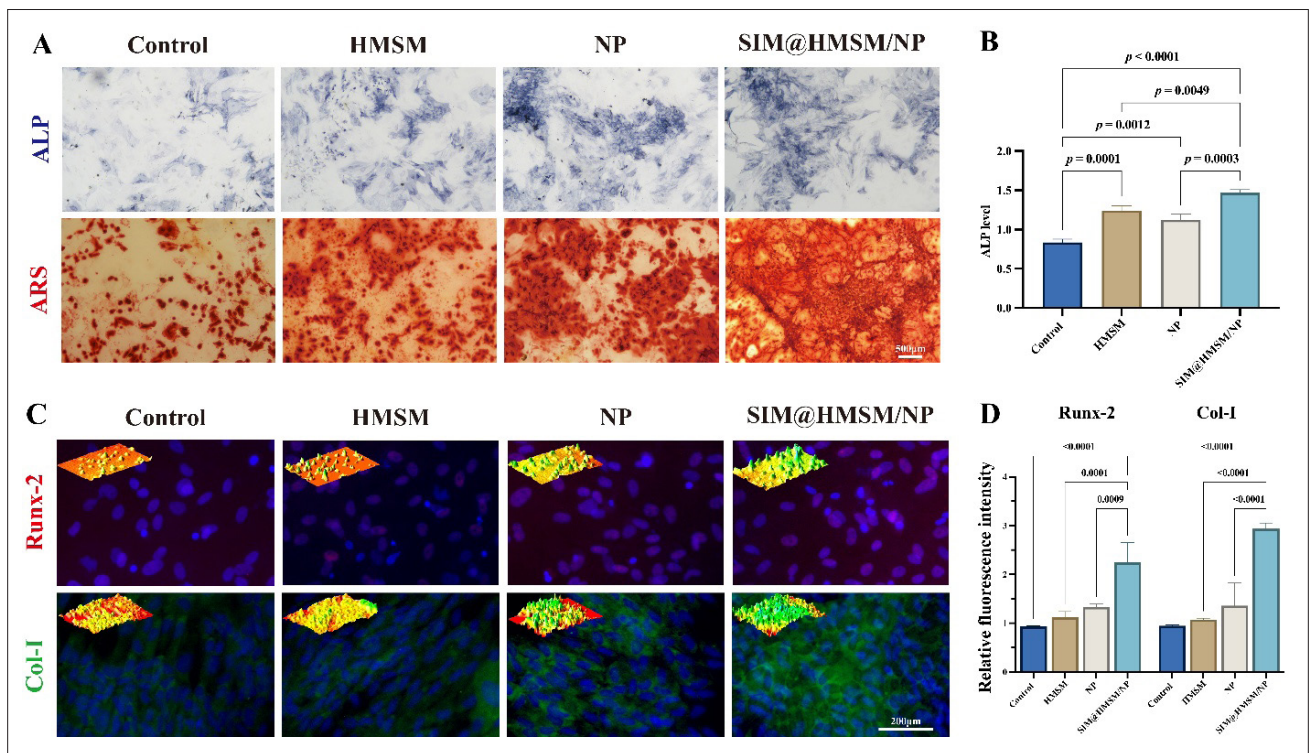 A
Control
HMSM
NP
SIM@HMSM/NP
ALP
ARS
500μm
B
p < 0.0001
p = 0.0049
p = 0.0012
p = 0.0001
p = 0.0003
2.0
1.5
1.0
0.5
0.0
ALP level
Control
HMSM
NP
SIM@HMSM/NP
C
Control
HMSM
NP
SIM@HMSM/NP
Runx-2
Col-I
200μm
D
Runx-2
Col-I
<0.0001
<0.0001
0.0001
<0.0001
0.0009
<0.0001
4
3
2
1
0
Relative fluorescence intensity
Control
HMSM
NP
SIM@HMSM/NP
Control
HMSM
NP
SIM@HMSM/NP